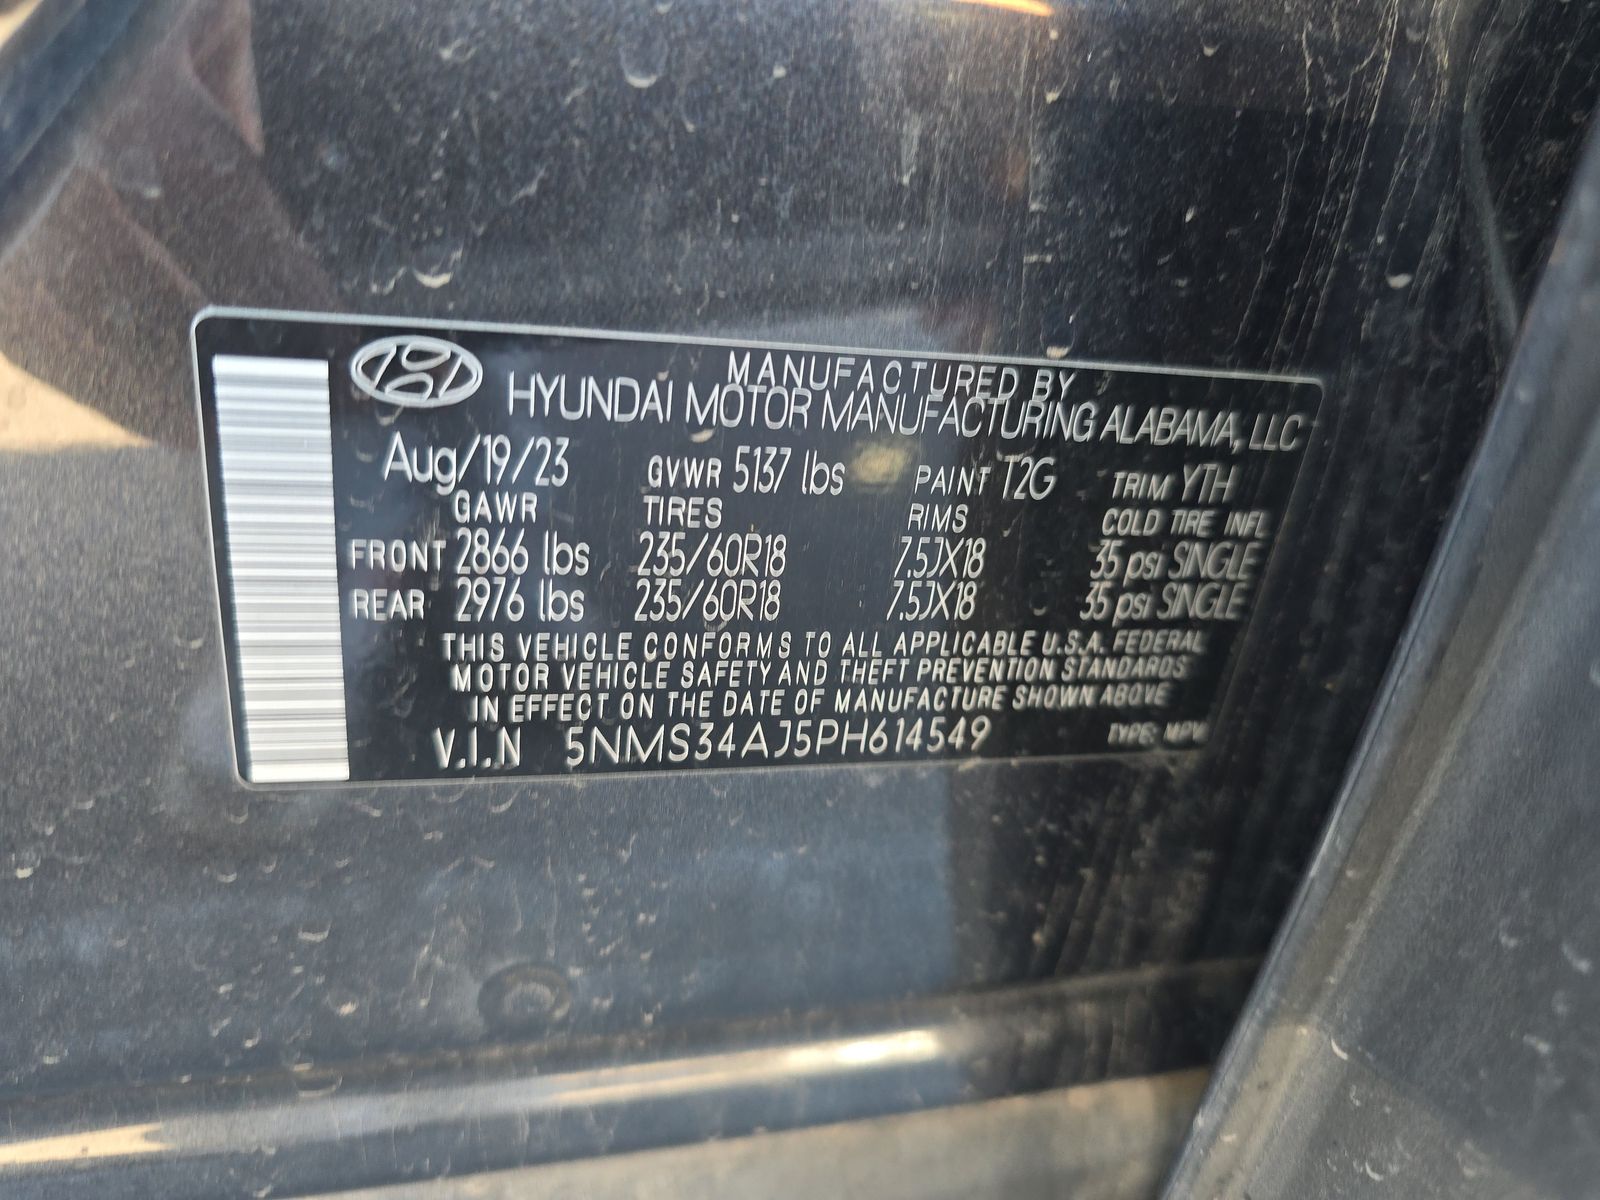 MANUFACTURED BY
HYUNDAI MOTOR MANUFACTURING ALABAMA, LLC
Aug/19/23 GVWR 5137 lbs PAINT T2G TRIM YTH
GAWR TIRES RIMS COLD TIRE INFL
FRONT 2866 lbs 235/60R18 7.5JX18 35 psi SINGLE
REAR 2976 lbs 235/60R18 7.5JX18 35 psi SINGLE
THIS VEHICLE CONFORMS TO ALL APPLICABLE U.S.A. FEDERAL
MOTOR VEHICLE SAFETY AND THEFT PREVENTION STANDARDS
IN EFFECT ON THE DATE OF MANUFACTURE SHOWN ABOVE
V.I.N 5NMS34AJ5PH614549 TYPE: MPV